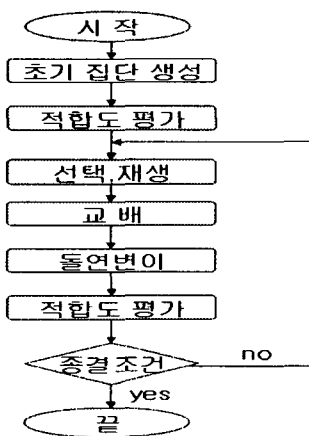 시 작
초기 집단 생성
적합도 평가
선택,재생
교 배
돌연변이
적합도 평가
종결조건
no
yes
끝